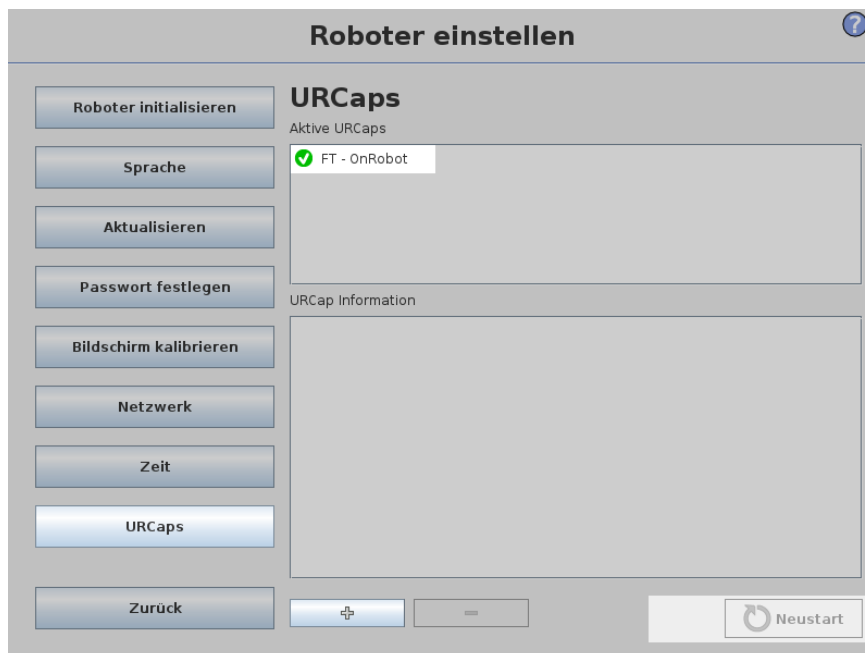 Roboter einstellen
?
Roboter initialisieren
Sprache
Aktualisieren
Passwort festlegen
Bildschirm kalibrieren
Netzwerk
Zeit
URCaps
Zurück
URCaps
Aktive URCaps
FT - OnRobot
URCap Information
Neustart